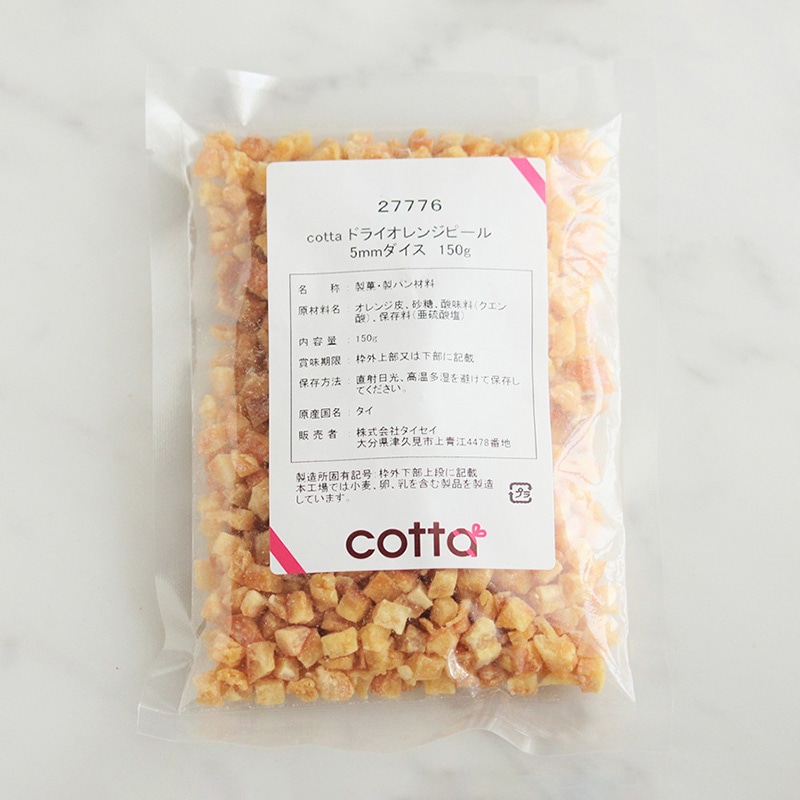 27776
cotta ドライオレンジピール
5mmダイス 150g
名　　称 : 製菓・製パン材料
原材料名 : オレンジ皮、砂糖、酸味料(クエン
酸)、保存料(亜硫酸塩)
内 容 量 : 150g
賞味期限 : 枠外上部又は下部に記載
保存方法 : 直射日光、高温多湿を避けて保存し
てください。
原産国名 : タイ
販 売 者 : 株式会社タイセイ
大分県津久見市上青江4478番地
製造所固有記号:枠外下部上段に記載
本工場では小麦、卵、乳を含む製品を製造
しています。
プラ
cotta